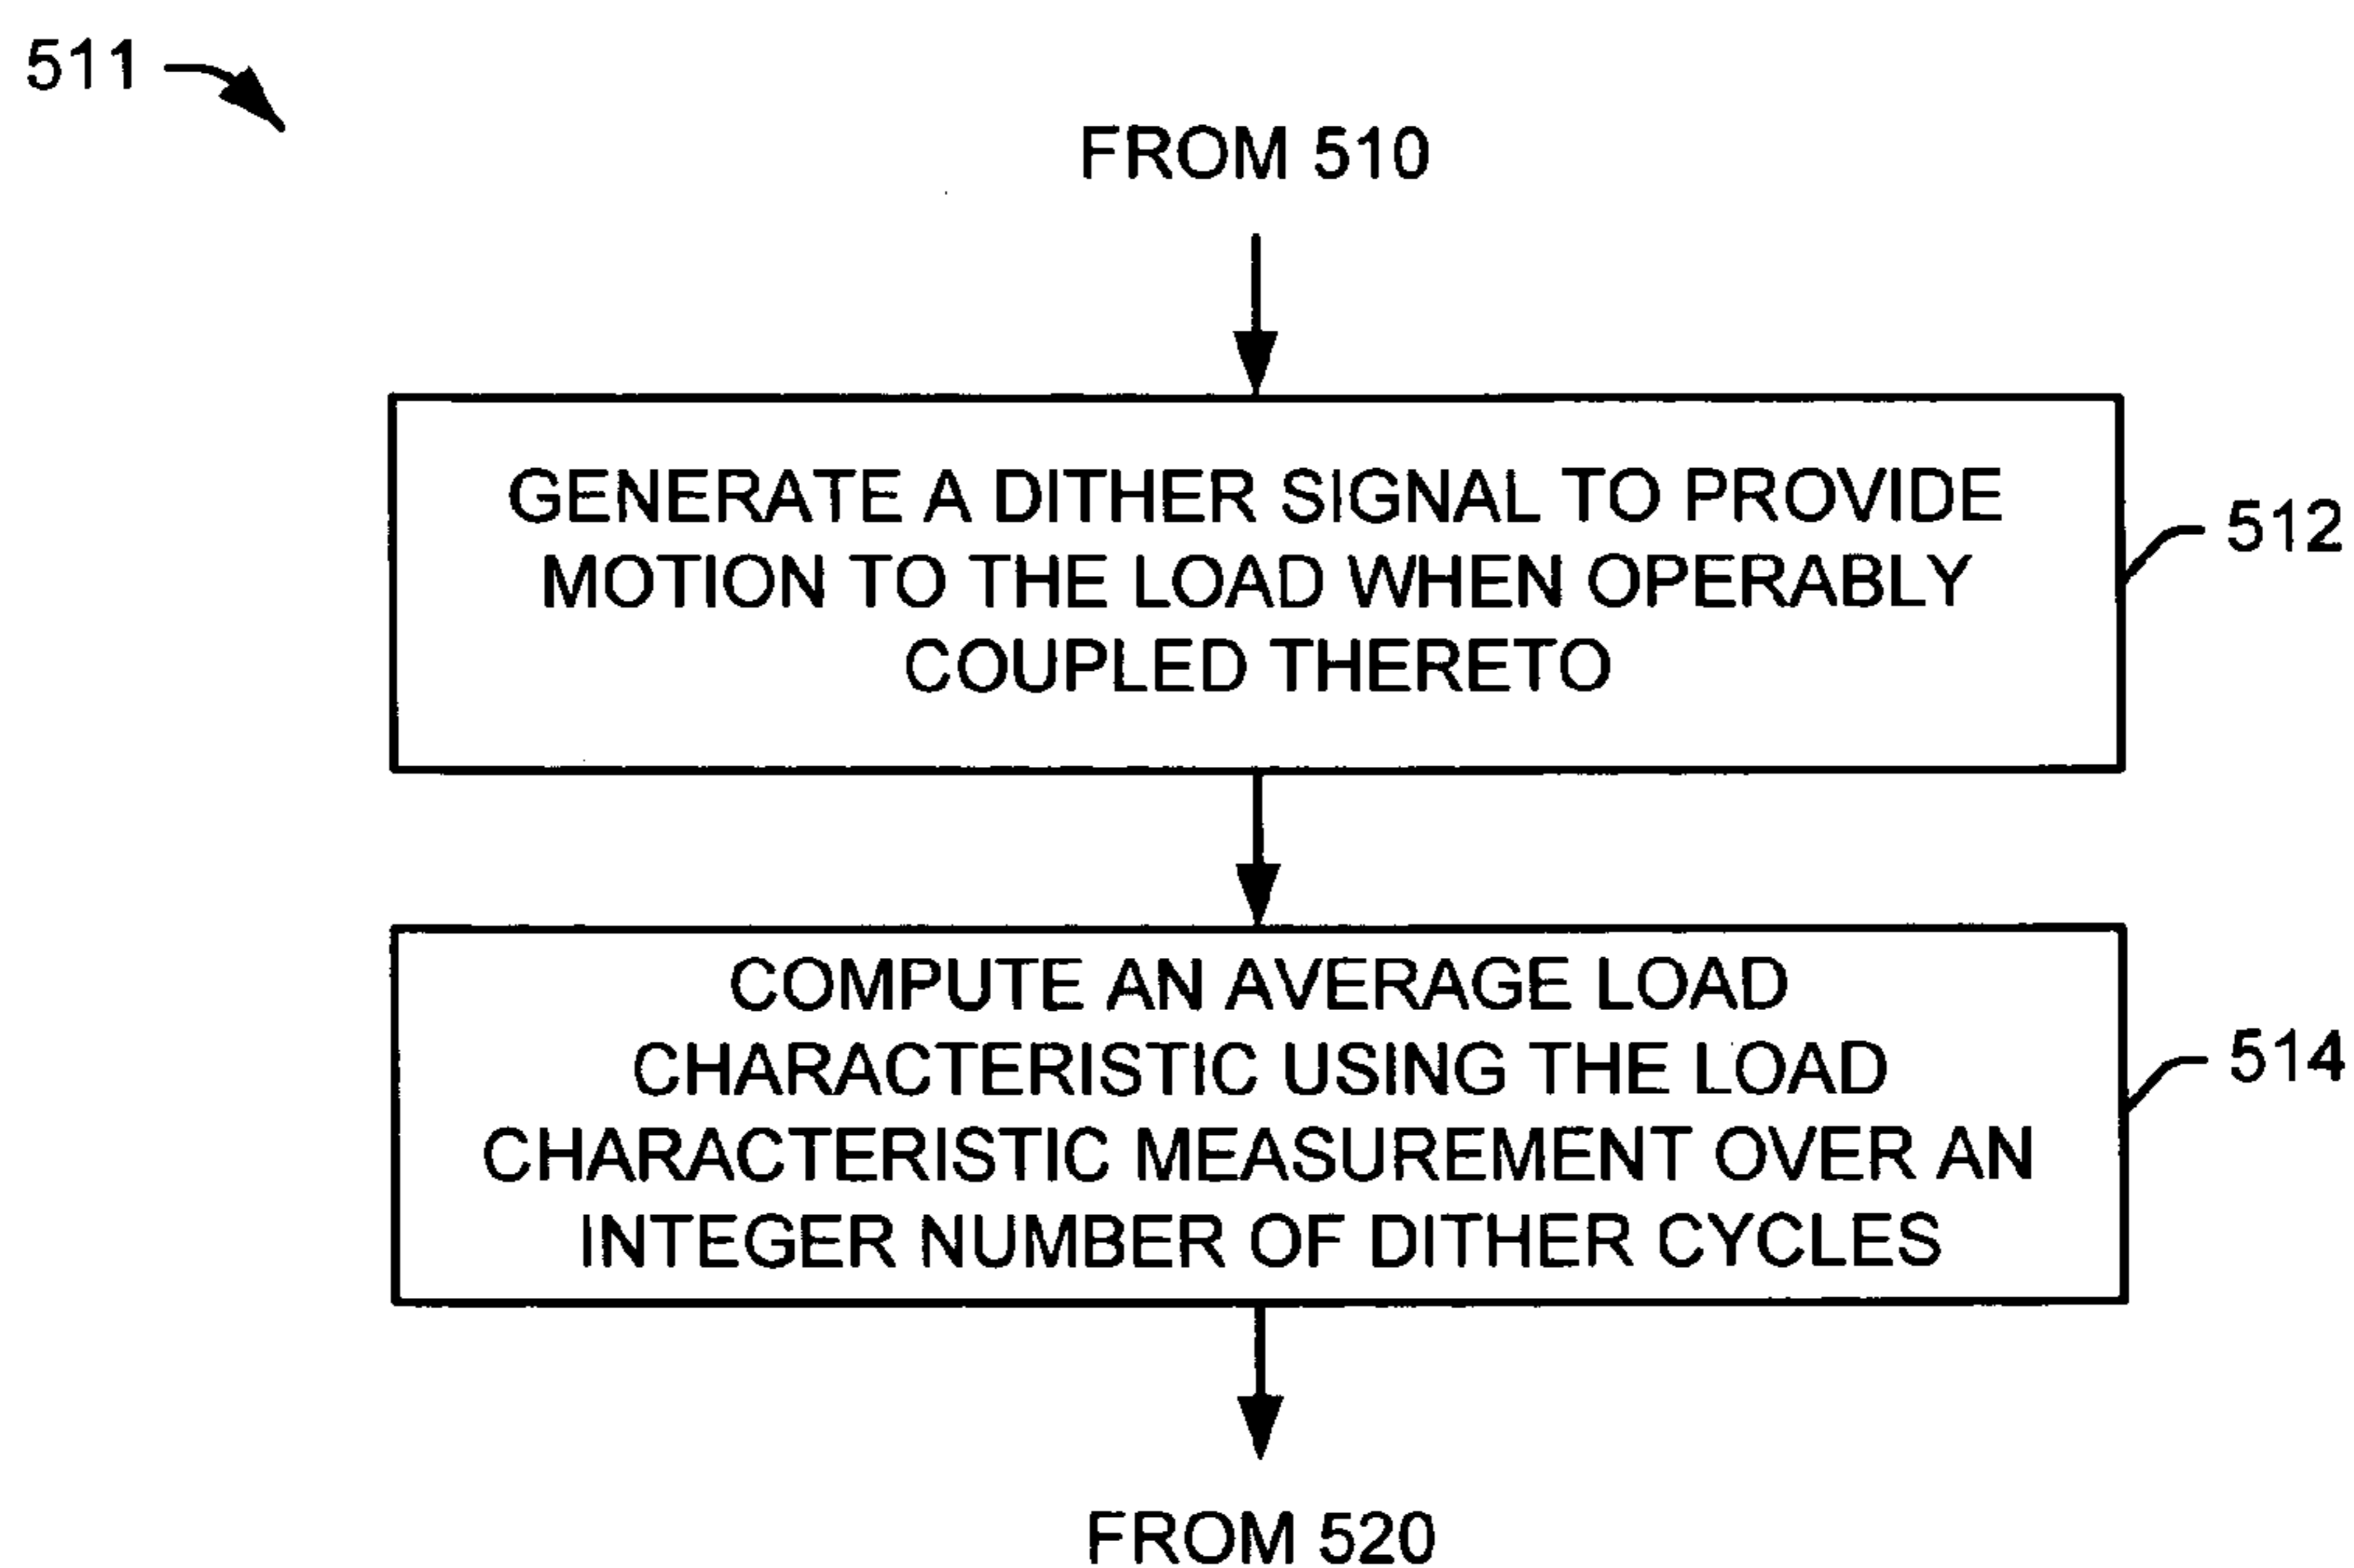 511
FROM 510
GENERATE A DITHER SIGNAL TO PROVIDE
MOTION TO THE LOAD WHEN OPERABLY
COUPLED THERETO
512
COMPUTE AN AVERAGE LOAD
CHARACTERISTIC USING THE LOAD
CHARACTERISTIC MEASUREMENT OVER AN
INTEGER NUMBER OF DITHER CYCLES
514
FROM 520